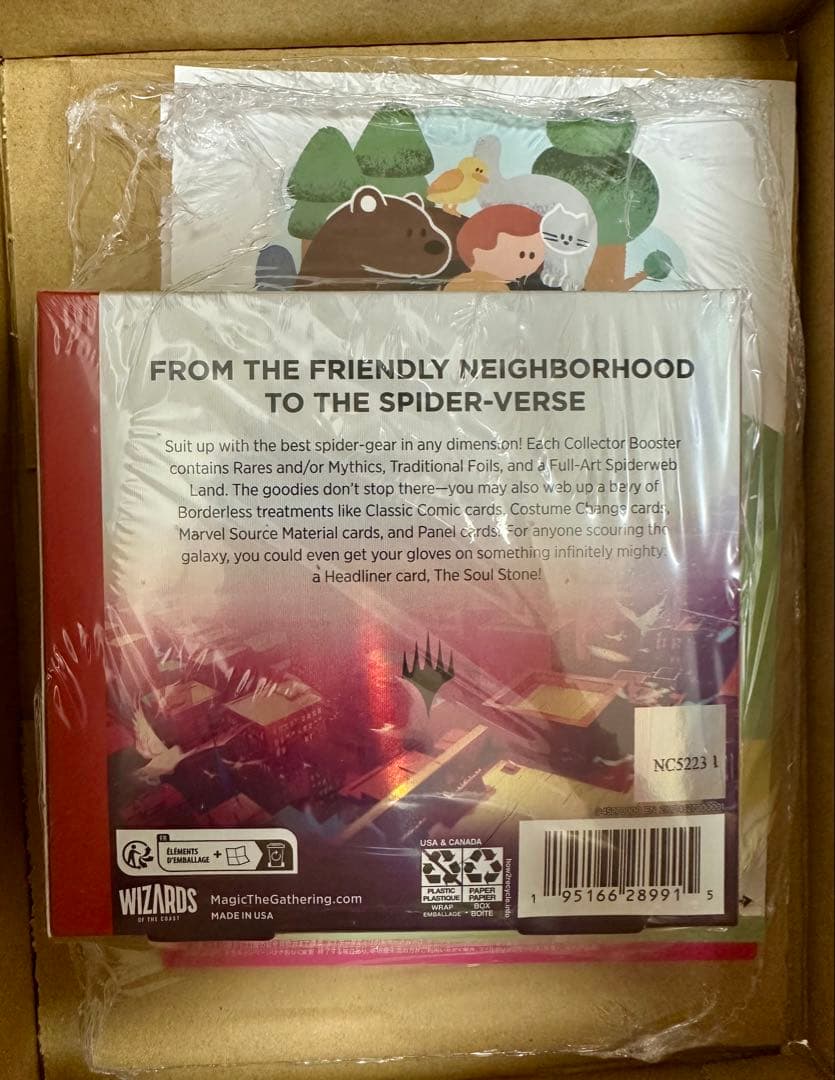 FROM THE FRIENDLY NEIGHBORHOOD
TO THE SPIDER-VERSE
Suit up with the best spider-gear in any dimension! Each Collector Booster
contains Rares and/or Mythics, Traditional Foils, and a Full-Art Spiderweb
Land. The goodies don't stop there—you may also web up a bevy of
Borderless treatments like Classic Comic cards, Costume Change cards,
Marvel Source Material cards, and Panel cards. For anyone scouring the
galaxy, you could even get your gloves on something infinitely mighty:
a Headliner card, The Soul Stone!
NC5223 1
FR
ÉLÉMENTS
D'EMBALLAGE
+
WIZARDS
OF THE COAST
MagicTheGathering.com
MADE IN USA
USA & CANADA
PLASTIC
PLASTIQUE
WRAP
EMBALLAGE
PAPER
PAPIER
BOX
BOÎTE
how2recycle.info
1 95166 28991 5